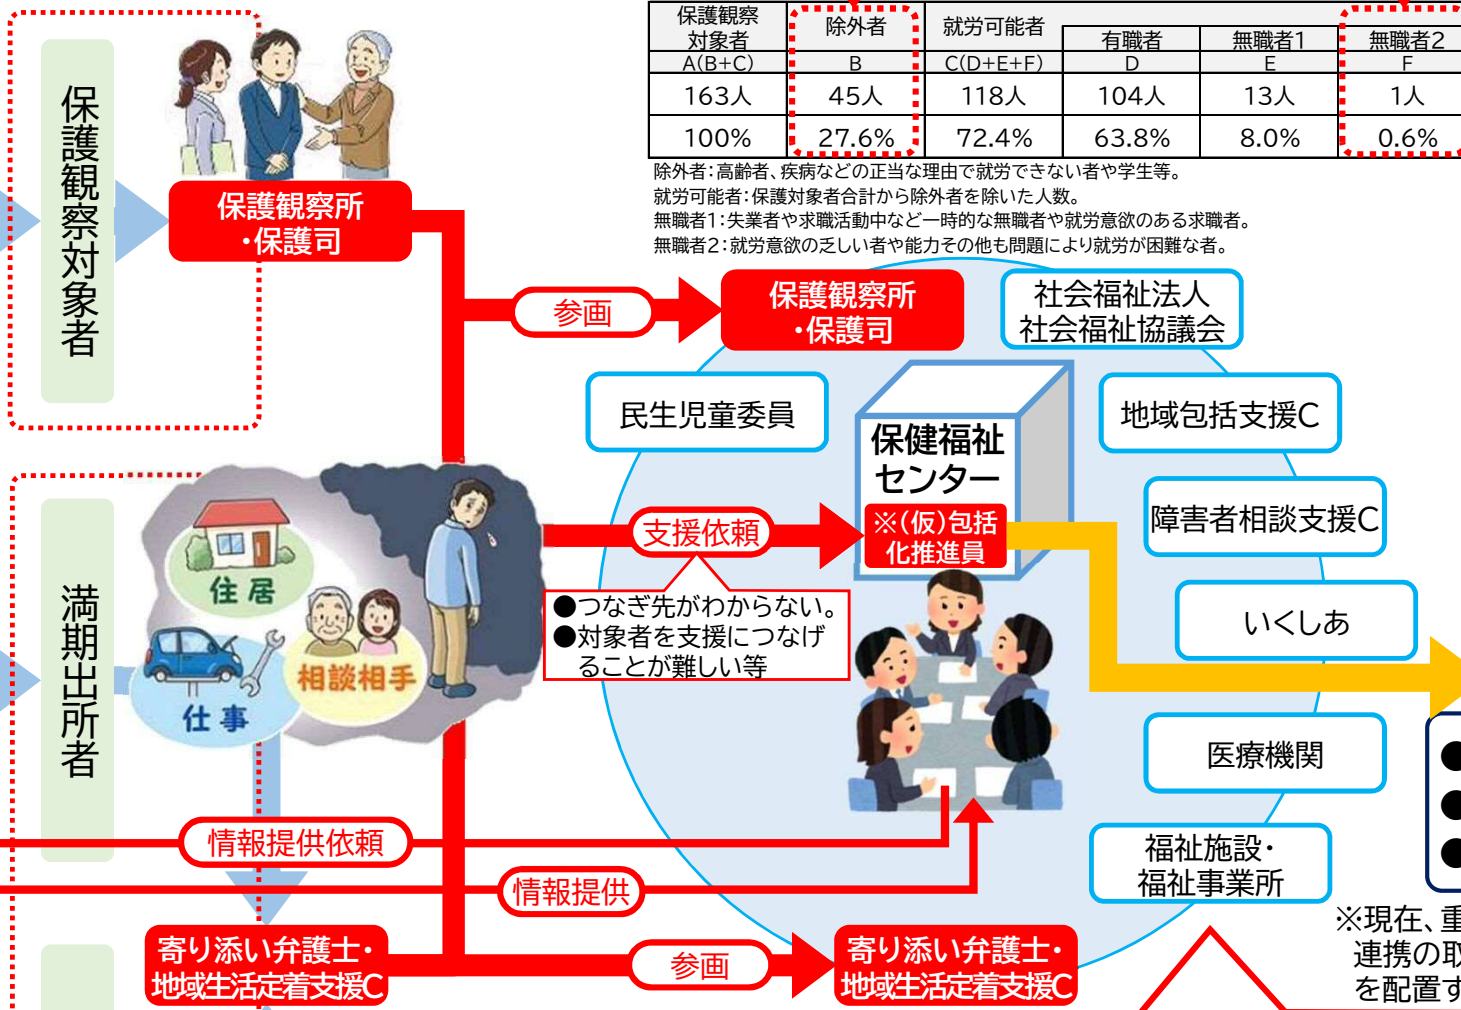 保護観察
対象者
除外者
就労可能者
有職者
無職者1
無職者2
A(B+C)
B
C(D+E+F)
D
E
F
163人
45人
118人
104人
13人
1人
100%
27.6%
72.4%
63.8%
8.0%
0.6%
除外者:高齢者、疾病などの正当な理由で就労できない者や学生等。
就労可能者:保護対象者合計から除外者を除いた人数。
無職者1:失業者や求職活動中など一時的な無職者や就労意欲のある求職者。
無職者2:就労意欲の乏しい者や能力その他も問題により就労が困難な者。
保護観察対象者
保護観察所
・保護司
参画
保護観察所
・保護司
社会福祉法人
社会福祉協議会
民生児童委員
地域包括支援C
保健福祉
センター
※(仮)包括
化推進員
障害者相談支援C
支援依頼
●つなぎ先がわからない。
●対象者を支援につなげ
ることが難しい等
いくしあ
満期出所者
住居
相談相手
仕事
医療機関
●
●
●
情報提供依頼
福祉施設・
福祉事業所
情報提供
※現在、重
連携の取
を配置す
寄り添い弁護士・
地域生活定着支援C
参画
寄り添い弁護士・
地域生活定着支援C